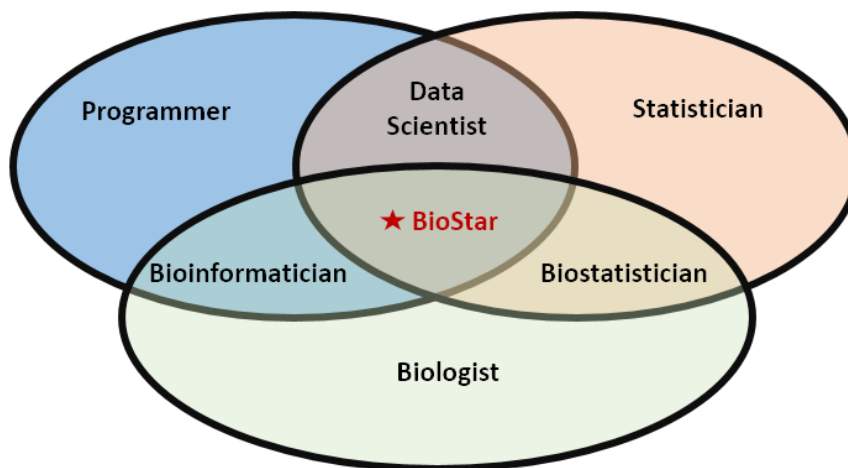 Programmer
Data
Scientist
Statistician
★ BioStar
Bioinformatician
Biostatistician
Biologist